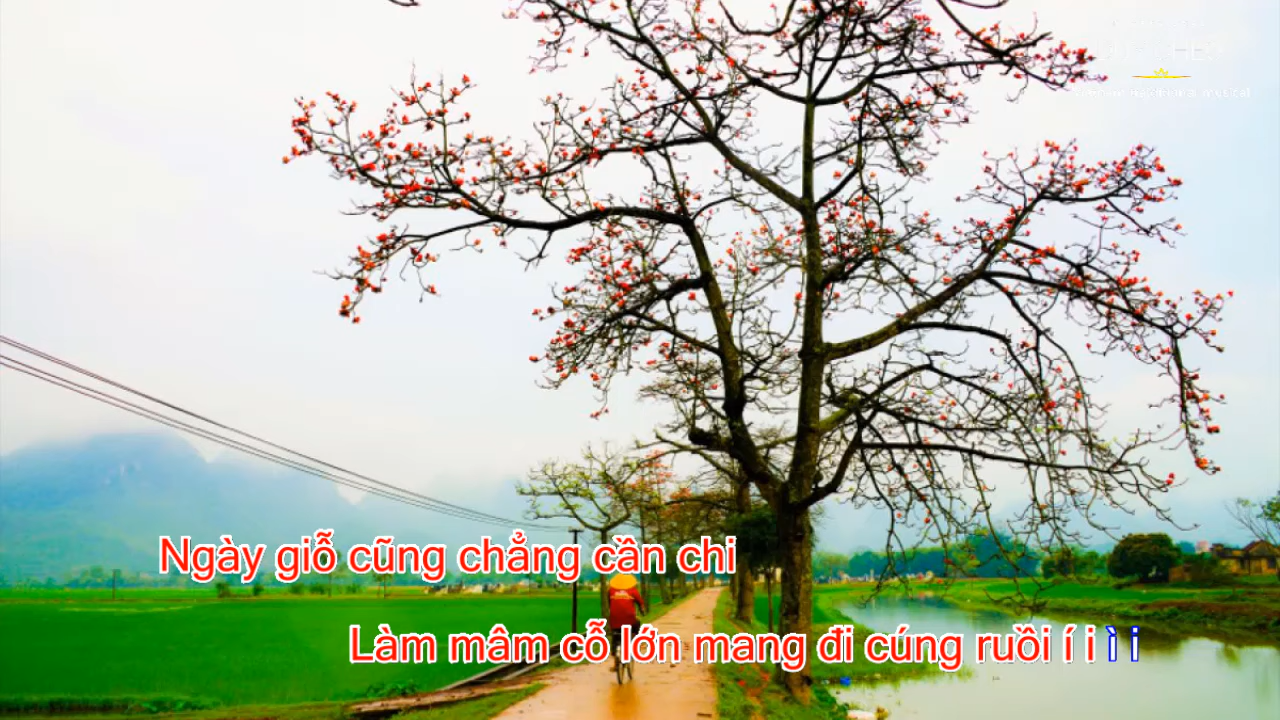 Ngày giỗ cũng chẳng cần chi
Làm mâm cỗ lớn mang đi cúng ruồi í i ì i